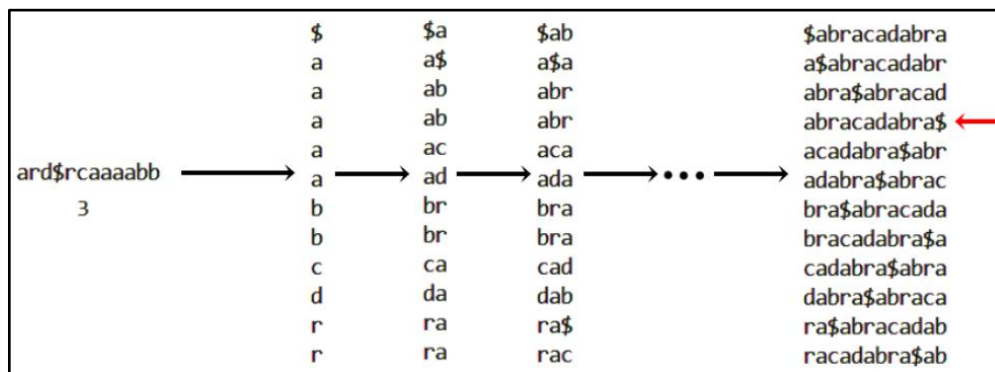 $ $a $ab $abracadabra
a a$ a$a a$abracadabr
a ab abr abra$abracad
a ab abr abracadabra$
a ac aca acadabra$abr
ard$rcaaaabb a ad ada ••• adabra$abrac
3 b br bra bra$abracada
b br bra bracadabra$a
c ca cad cadabra$abra
d da dab dabra$abraca
r ra ra$ ra$abracadab
r ra rac racadabra$ab